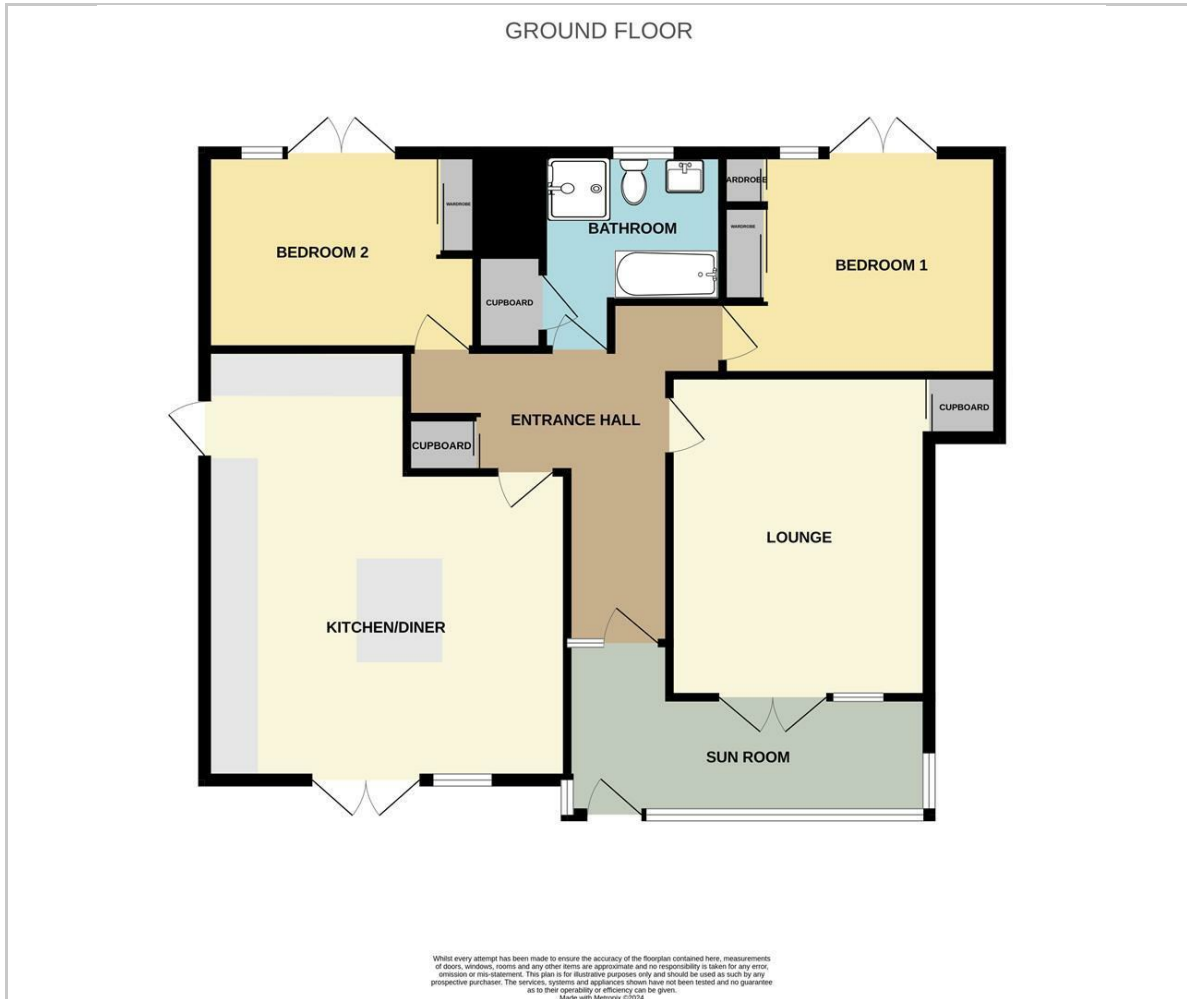 GROUND FLOOR
WARDROBE
ARDROBE
BATHROOM
WARDROBE
BEDROOM 2
BEDROOM 1
CUPBOARD
CUPBOARD
ENTRANCE HALL
CUPBOARD
LOUNGE
KITCHEN/DINER
SUN ROOM
Whilst every attempt has been made to ensure the accuracy of the floorplan contained here, measurements
of doors, windows, rooms and any other items are approximate and no responsibility is taken for any error,
omission or mis-statement. This plan is for illustrative purposes only and should be used as such by any
prospective purchaser. The services, systems and appliances shown have not been tested and no guarantee
as to their operability or efficiency can be given.
Made with Metropix ©2024